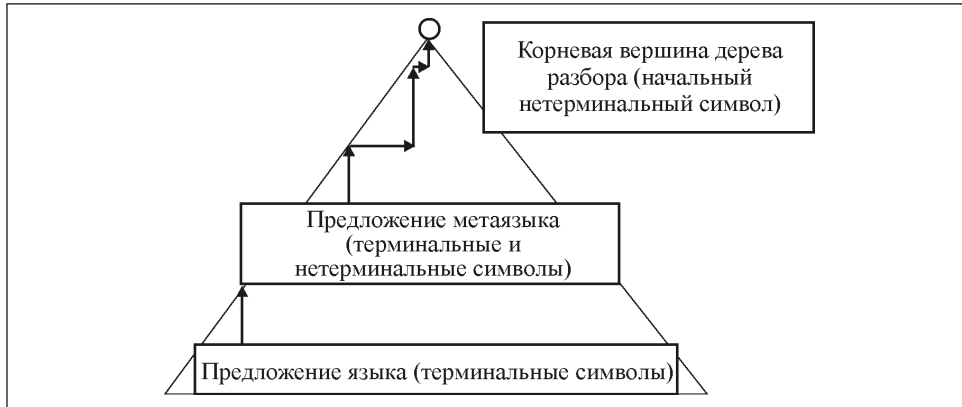 Корневая вершина дерева
разбора (начальный
нетерминальный символ)
Предложение метаязыка
(терминальные и
нетерминальные символы)
Предложение языка (терминальные символы)